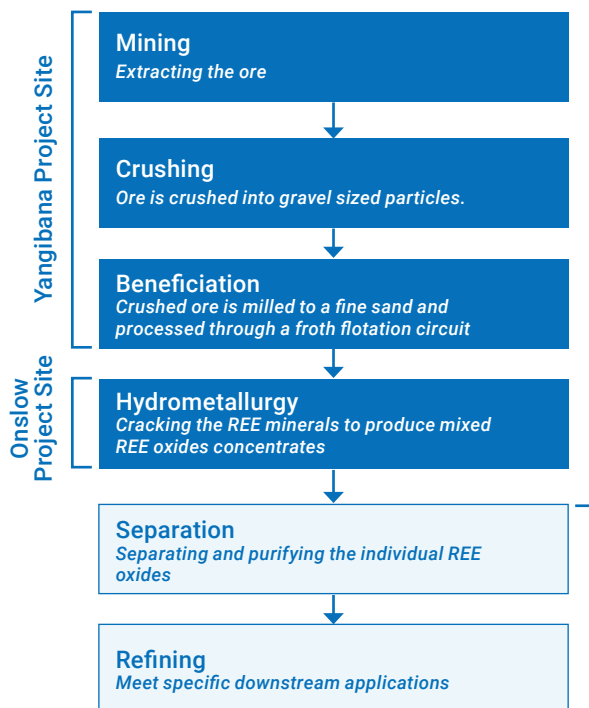 Yangibana Project Site
Mining
Extracting the ore
Crushing
Ore is crushed into gravel sized particles.
Beneficiation
Crushed ore is milled to a fine sand and
processed through a froth flotation circuit
Onslow
Project Site
Hydrometallurgy
Cracking the REE minerals to produce mixed
REE oxides concentrates
Separation
Separating and purifying the individual REE
oxides
Refining
Meet specific downstream applications